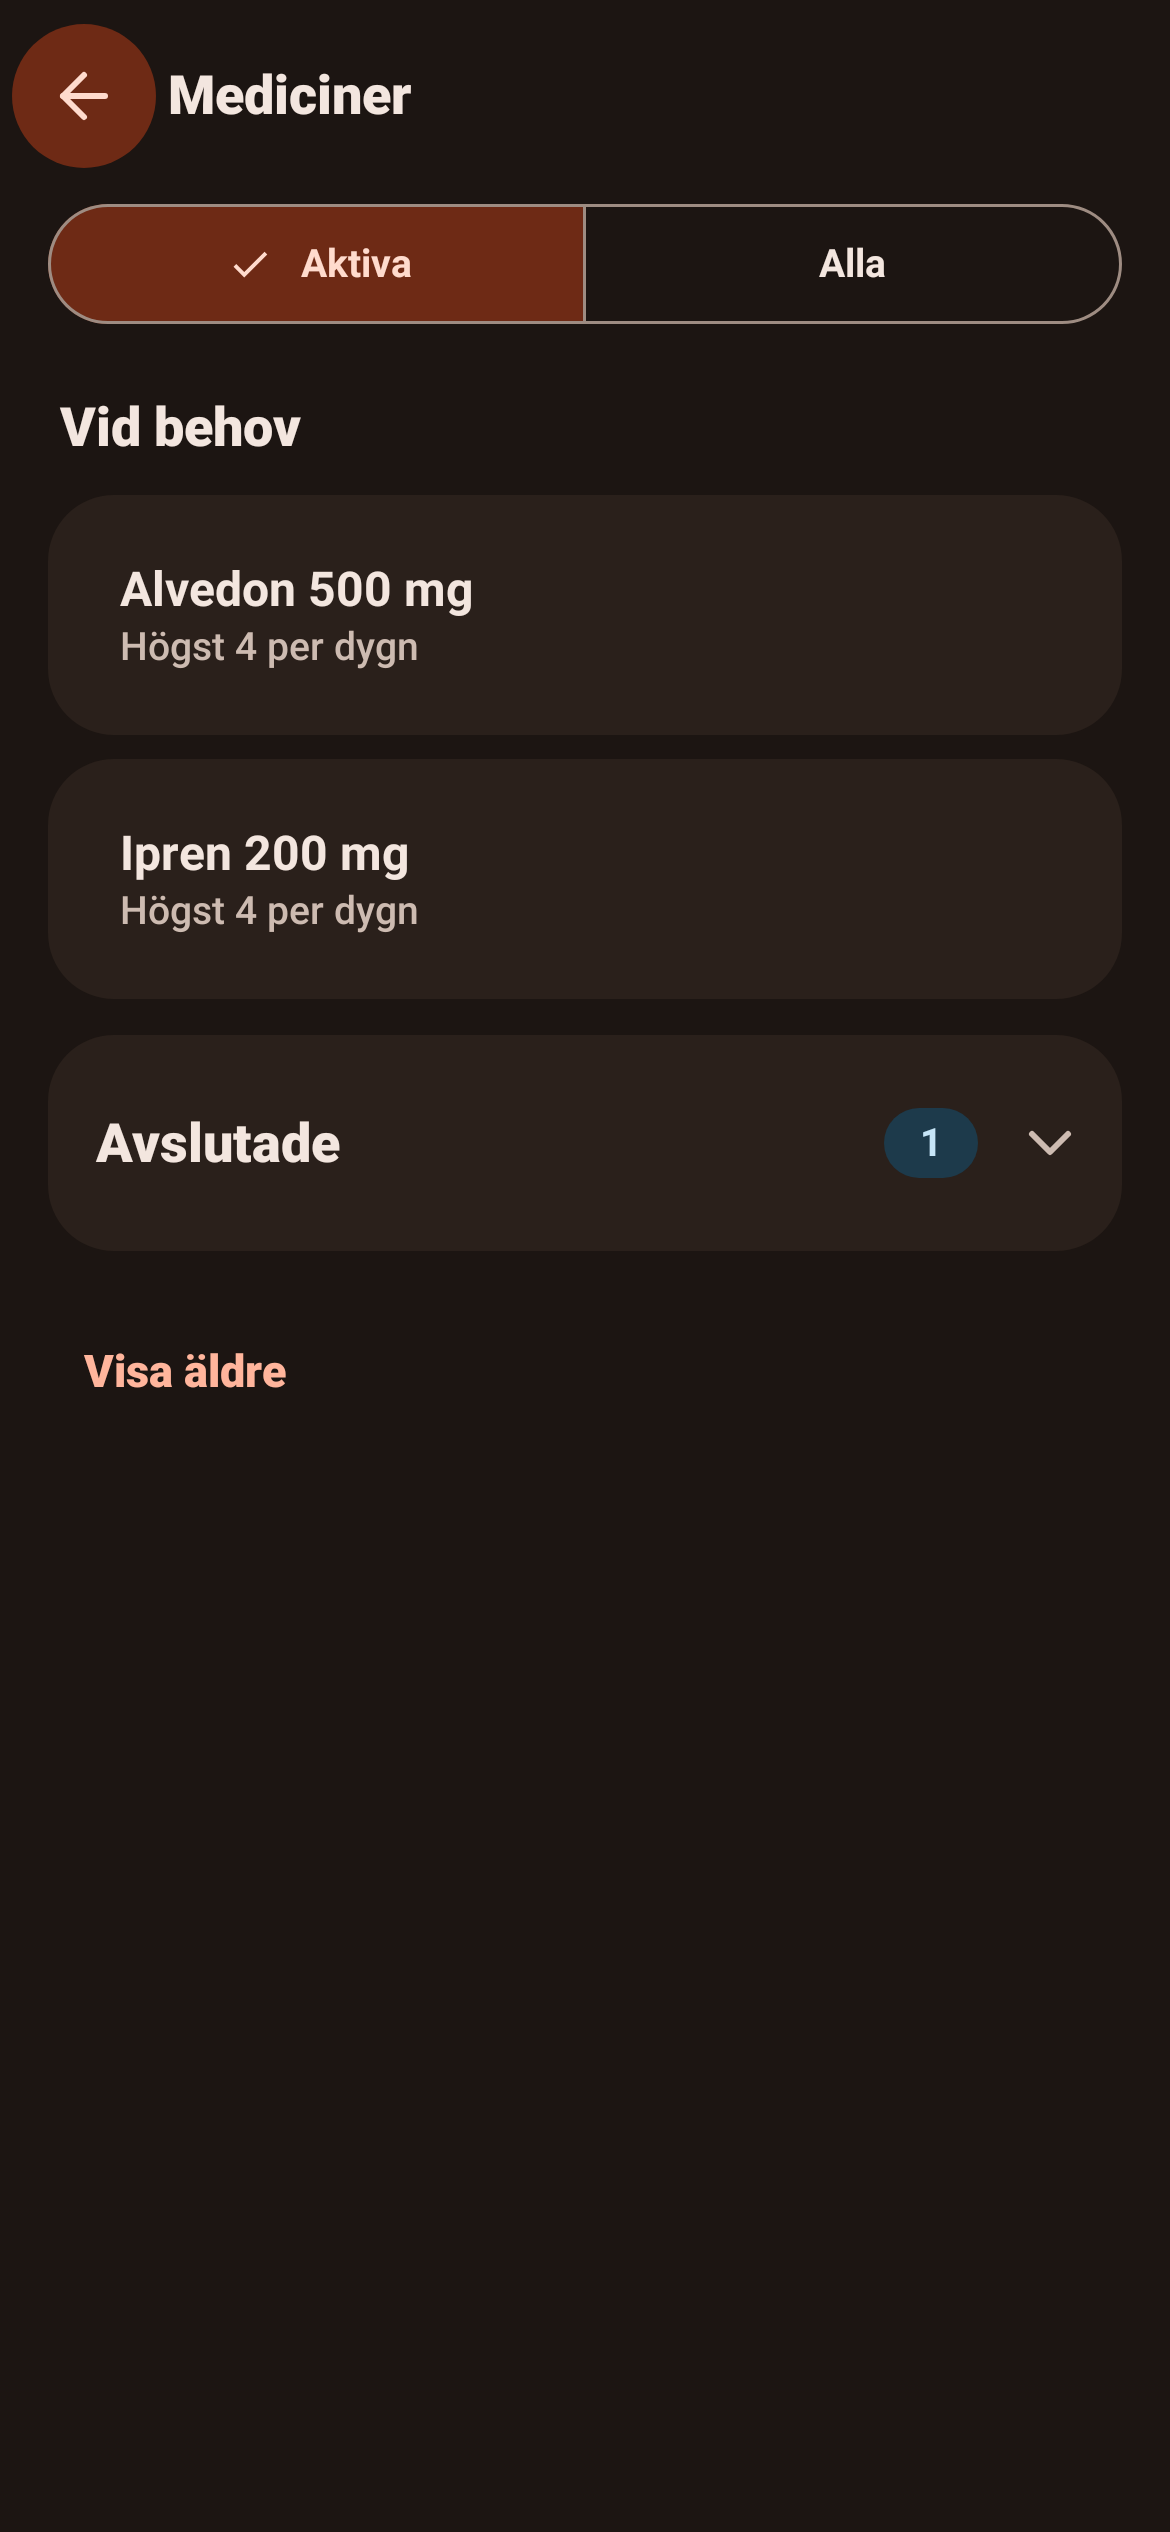 Mediciner
Aktiva
Alla
Vid behov
Alvedon 500 mg
Högst 4 per dygn
Ipren 200 mg
Högst 4 per dygn
Avslutade
1
Visa äldre